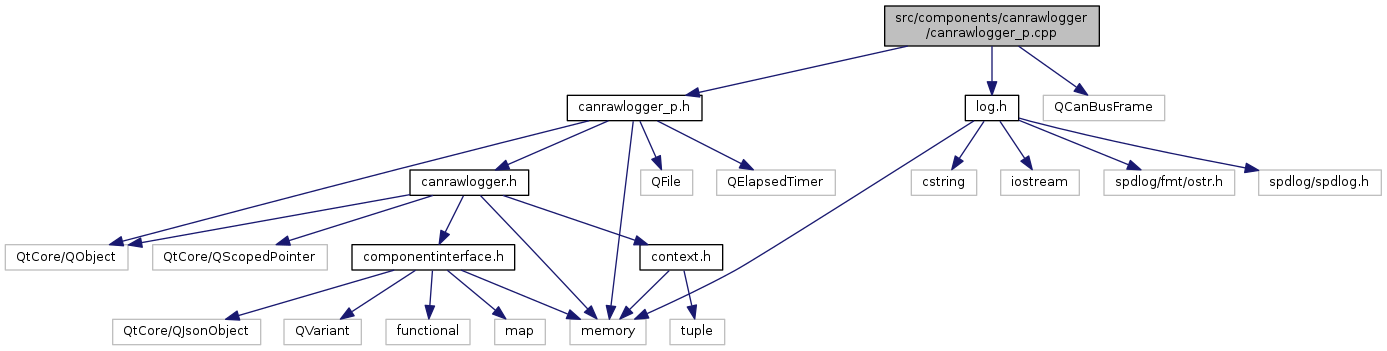 src/components/canrawlogger
/canrawlogger_p.cpp
canrawlogger_p.h
log.h
QCanBusFrame
canrawlogger.h
QFile
QElapsedTimer
cstring
iostream
spdlog/fmt/ostr.h
spdlog/spdlog.h
QtCore/QObject
QtCore/QScopedPointer
componentinterface.h
context.h
QtCore/QJsonObject
QVariant
functional
map
memory
tuple